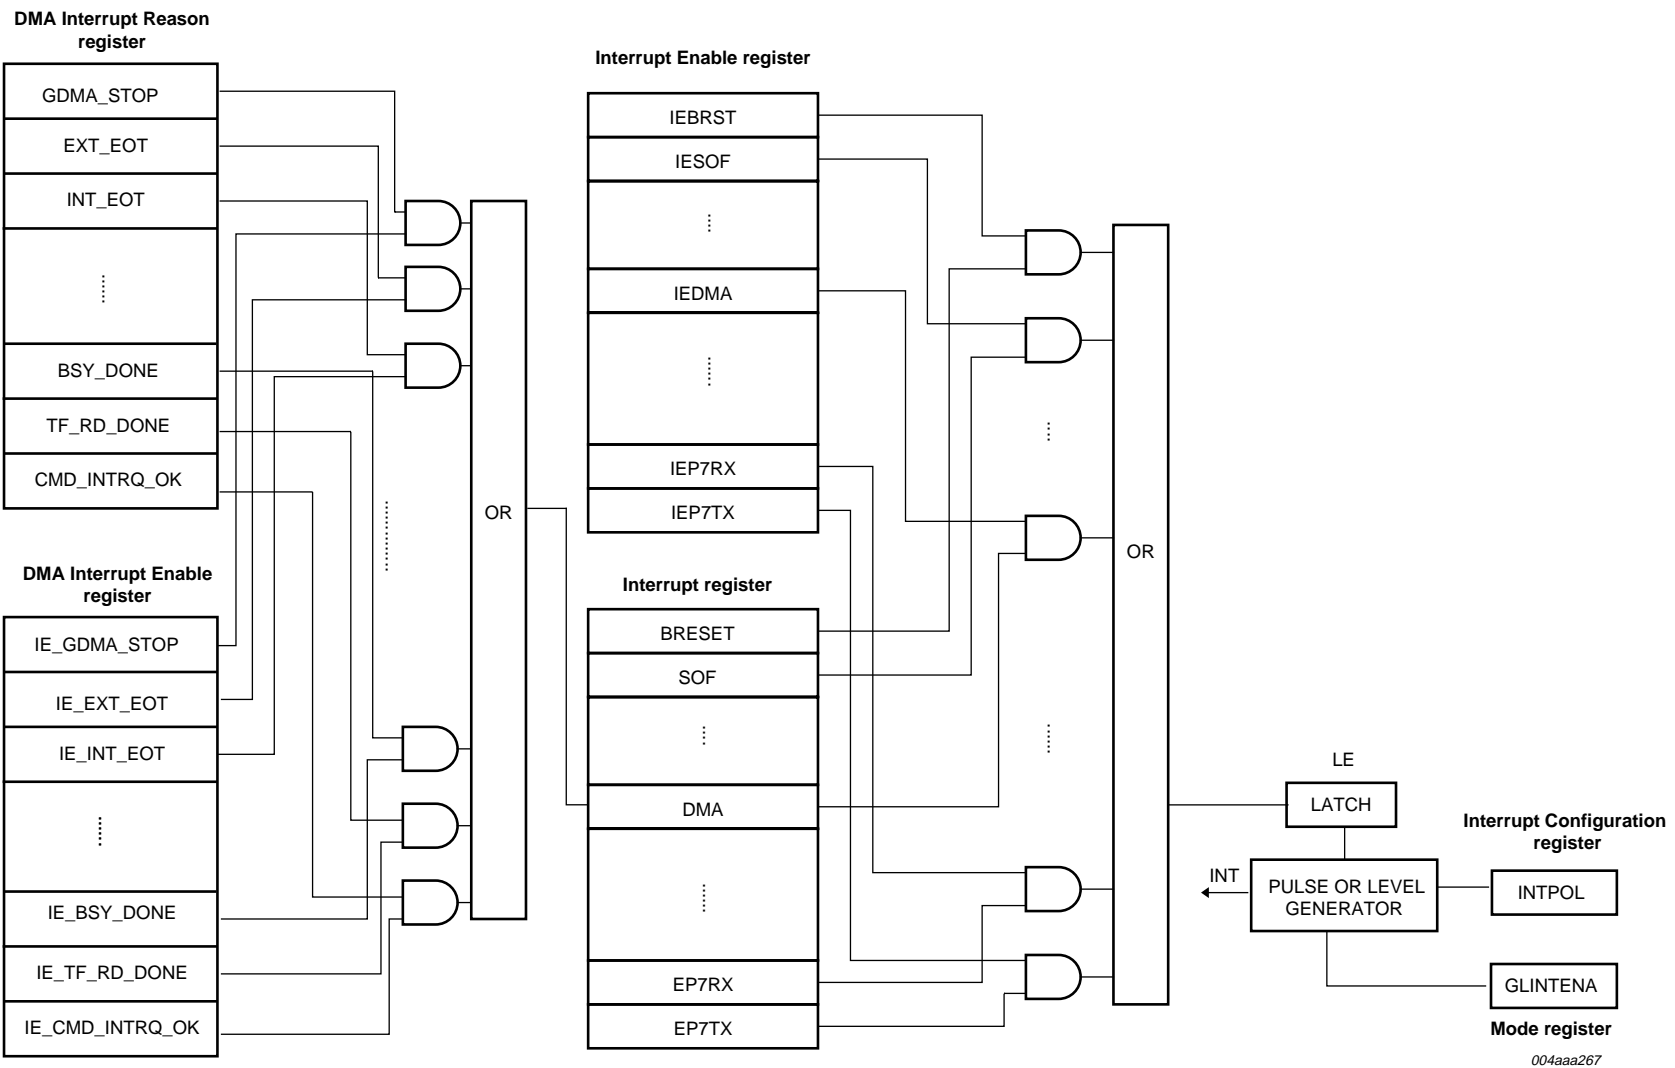 DMA Interrupt Reason
register
GDMA_STOP
EXT_EOT
INT_EOT
BSY_DONE
TF_RD_DONE
CMD_INTRQ_OK
DMA Interrupt Enable
register
IE_GDMA_STOP
IE_EXT_EOT
IE_INT_EOT
IE_BSY_DONE
IE_TF_RD_DONE
IE_CMD_INTRQ_OK
OR
Interrupt Enable register
IEBRST
IESOF
IEDMA
IEP7RX
IEP7TX
Interrupt register
BRESET
SOF
DMA
EP7RX
EP7TX
OR
LE
LATCH
INT
PULSE OR LEVEL
GENERATOR
Interrupt Configuration
register
INTPOL
GLINTENA
Mode register
004aaa267